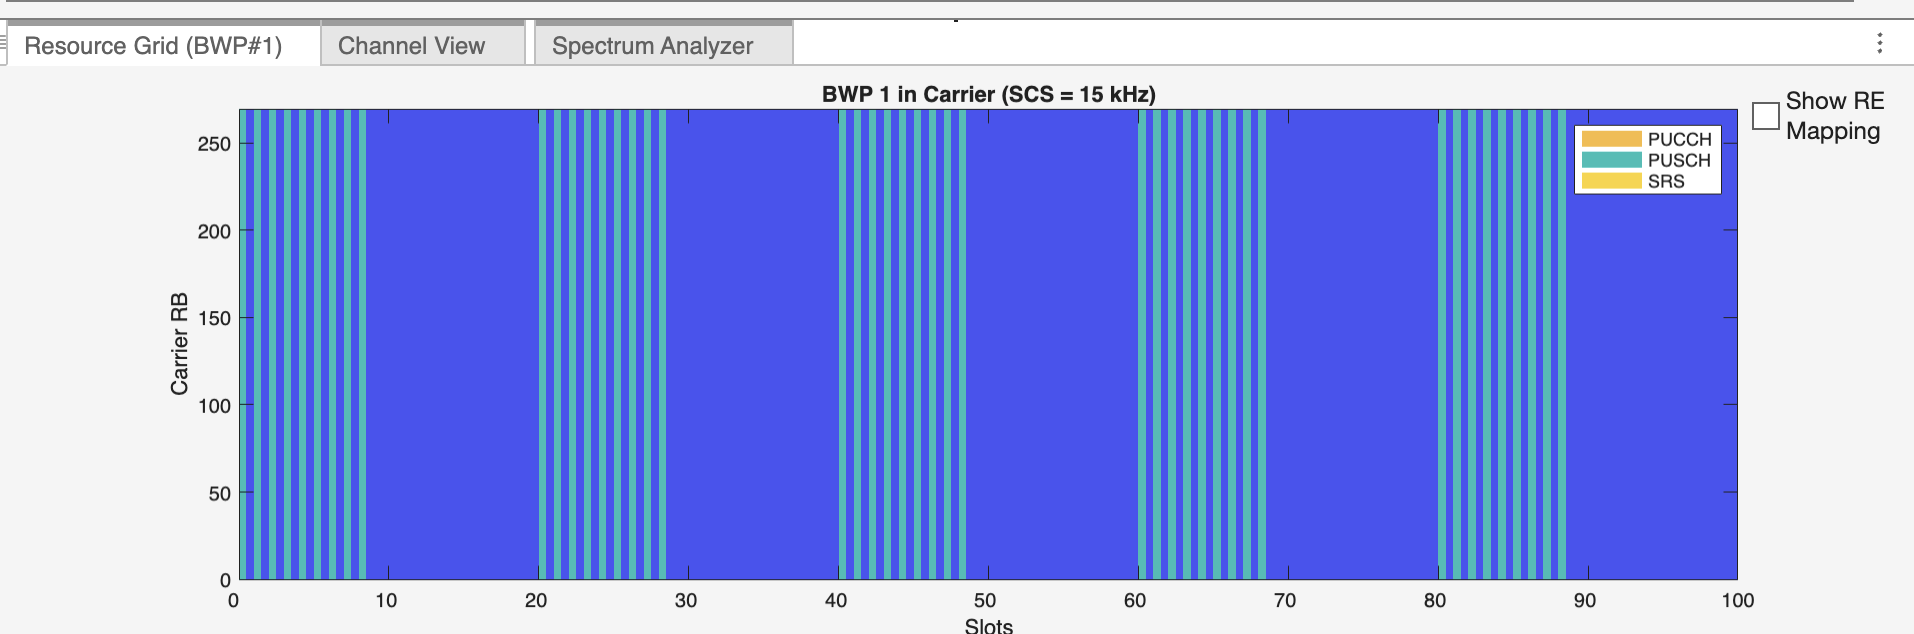 Resource Grid (BWP#1)
Channel View
Spectrum Analyzer
BWP 1 in Carrier (SCS = 15 kHz)
Show RE
Mapping
PUCCH
PUSCH
SRS
Carrier RB
250
200
150
100
50
0
0
10
20
30
40
50
60
70
80
90
100
Slots